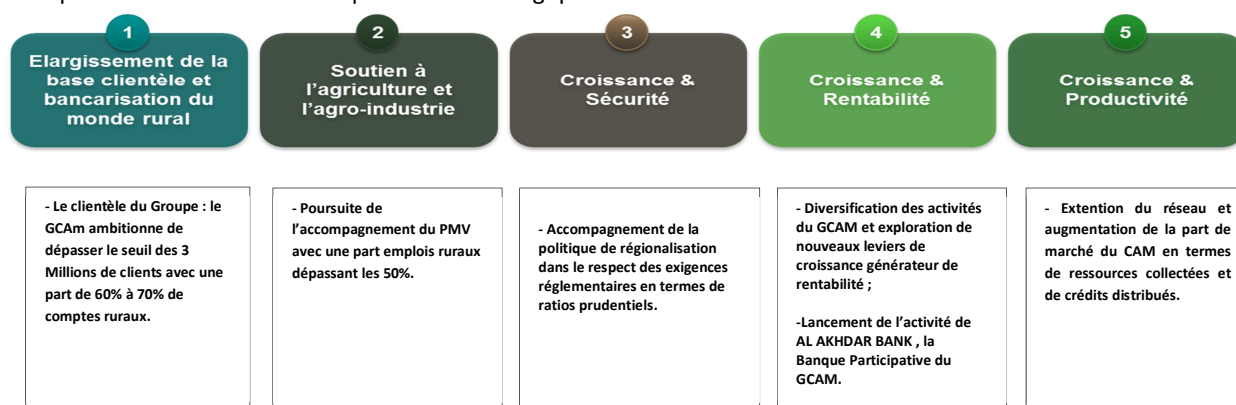 1
Elargissement de la
base clientèle et
bancarisation du
monde rural
2
Soutien à
l'agriculture et
l'agro-industrie
3
Croissance &
Sécurité
4
Croissance &
Rentabilité
5
Croissance &
Productivité
- Le clientèle du Groupe : le
GCAm ambitionne de
dépasser le seuil des 3
Millions de clients avec une
part de 60% à 70% de
comptes ruraux.
- Poursuite de
l'accompagnement du PMV
avec une part emplois ruraux
dépassant les 50%.
- Accompagnement de la
politique de régionalisation
dans le respect des exigences
réglementaires en termes de
ratios prudentiels.
- Diversification des activités
du GCAM et exploration de
nouveaux leviers de
croissance générateur de
rentabilité ;
-Lancement de l'activité de
AL AKHDAR BANK , la
Banque Participative du
GCAM.
- Extention du réseau et
augmentation de la part de
marché du CAM en termes
de ressources collectées et
de crédits distribués.